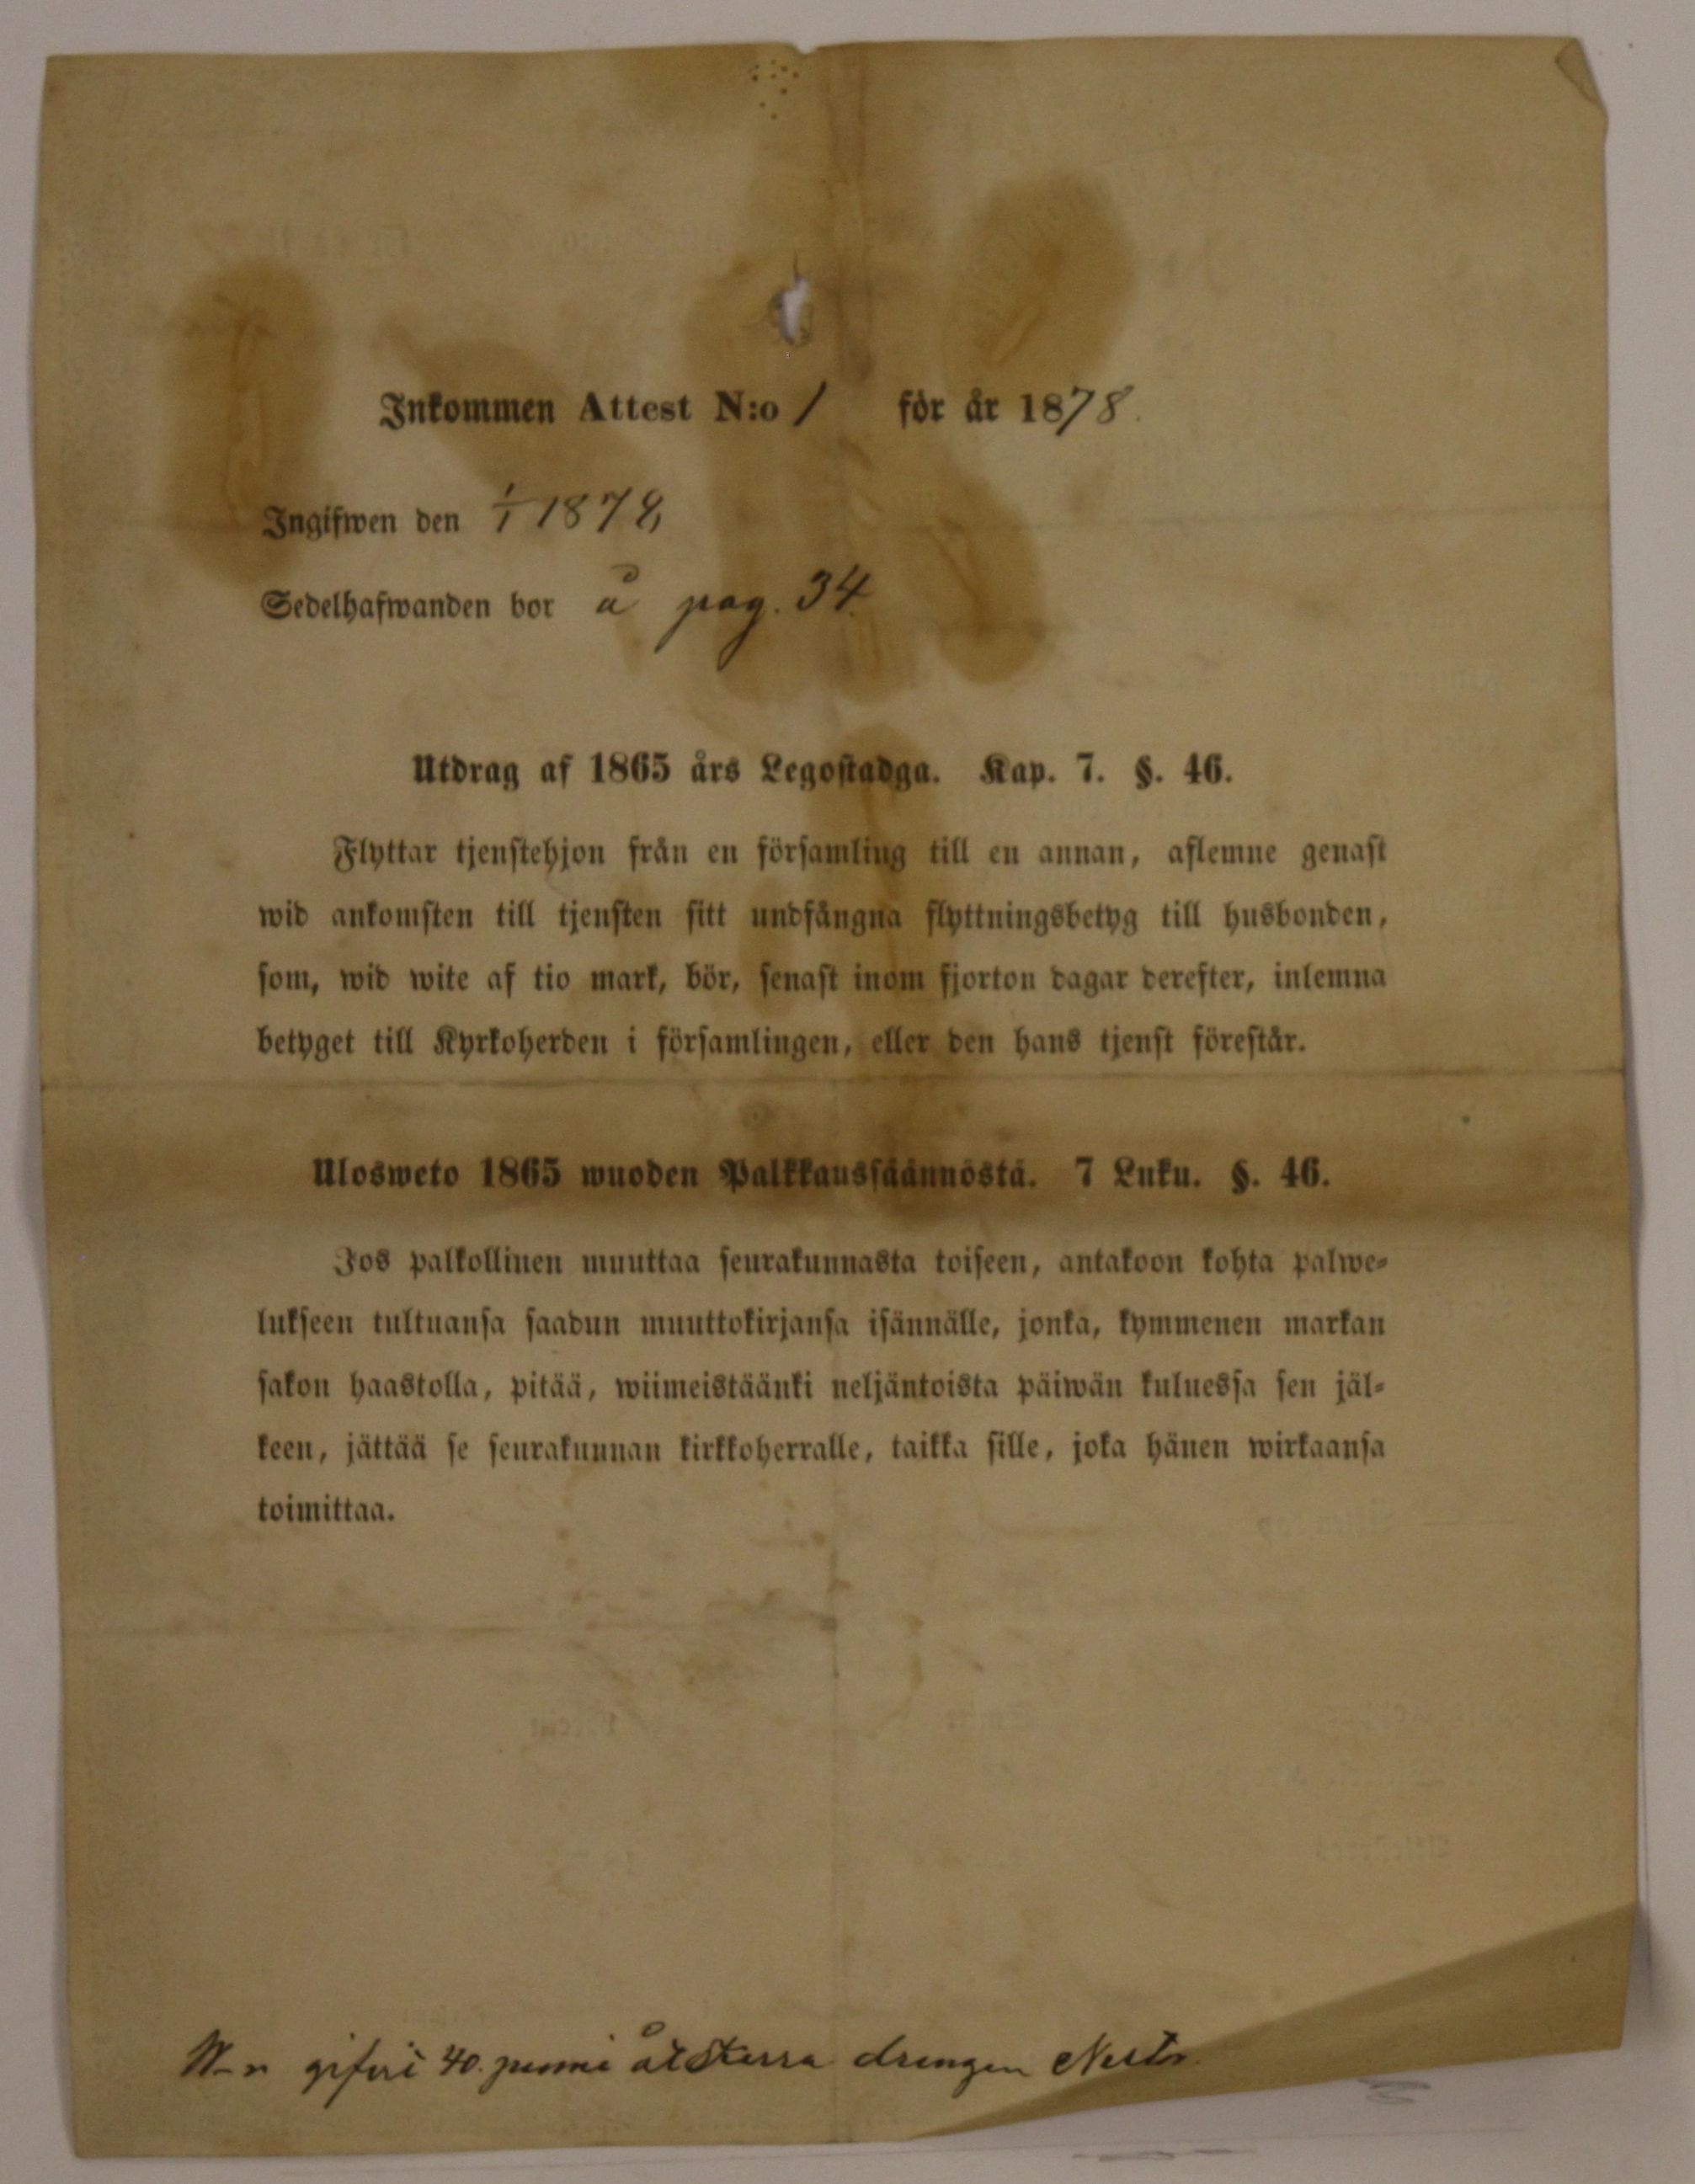 Inkommen Attest N:o 1 för år 1878.
Ingifwen den 1/1 1878,
Sedelhafwanden bor å pag. 34.
Utdrag af 1865 års Legostadga. Kap. 7. §. 46.
Flyttar tjenstehjon från en församling till en annan, aflemne genast
wid ankomsten till tjensten sitt undfångna flyttningsbetyg till husbonden,
som, wid wite af tio mark, bör, senast inom fjorton dagar derefter, inlemna
betyget till Kyrkoherden i församlingen, eller den hans tjenst förestår.
Ulosweto 1865 wuoden Palkkaussäännöstä. 7 Luku. §. 46.
Jos palkollinen muuttaa seurakunnasta toiseen, antakoon kohta palwe-
lukseen tultuansa saadun muuttokirjansa isännälle, jonka, kymmenen markan
sakon haastolla, pitää, wiimeistäänki neljäntoista päiwän kuluessa sen jäl-
keen, jättää se seurakunnan kirkkoherralle, taikka sille, joka hänen wirkaansa
toimittaa.
40. penni drengen